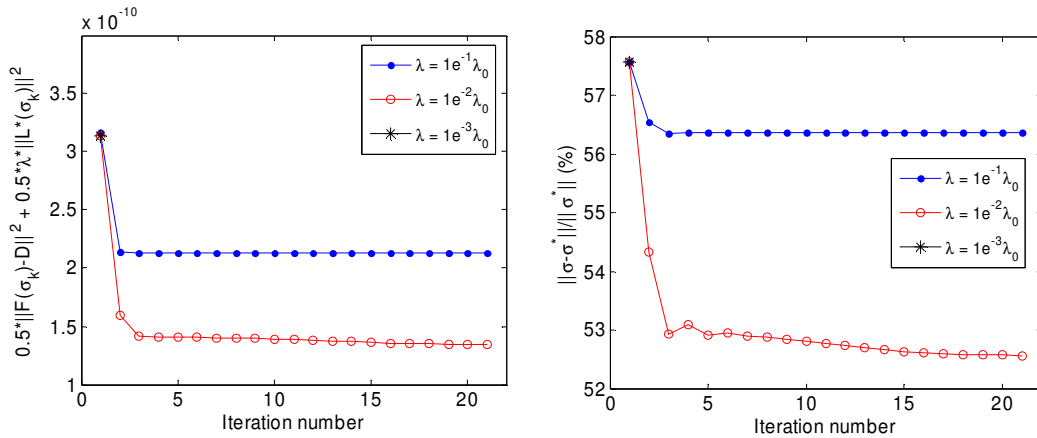 x 10⁻¹⁰
0.5*||F(σₖ)-D||² + 0.5*λ*||L*(σₖ)||²
3.5
3
2.5
2
1.5
1
0
5
10
15
20
Iteration number
λ = 1e⁻¹λ₀
λ = 1e⁻²λ₀
λ = 1e⁻³λ₀
||σ-σ*||/||σ*|| (%)
58
57
56
55
54
53
52
0
5
10
15
20
Iteration number
λ = 1e⁻¹λ₀
λ = 1e⁻²λ₀
λ = 1e⁻³λ₀